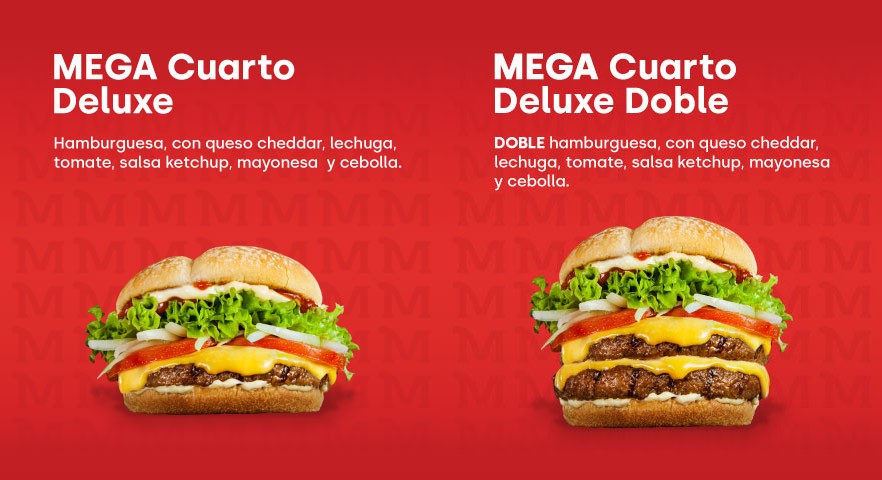 MEGA Cuarto
Deluxe
Hamburguesa, con queso cheddar, lechuga,
tomate, salsa ketchup, mayonesa  y cebolla.
MEGA Cuarto
Deluxe Doble
DOBLE hamburguesa, con queso cheddar,
lechuga, tomate, salsa ketchup, mayonesa
y cebolla.